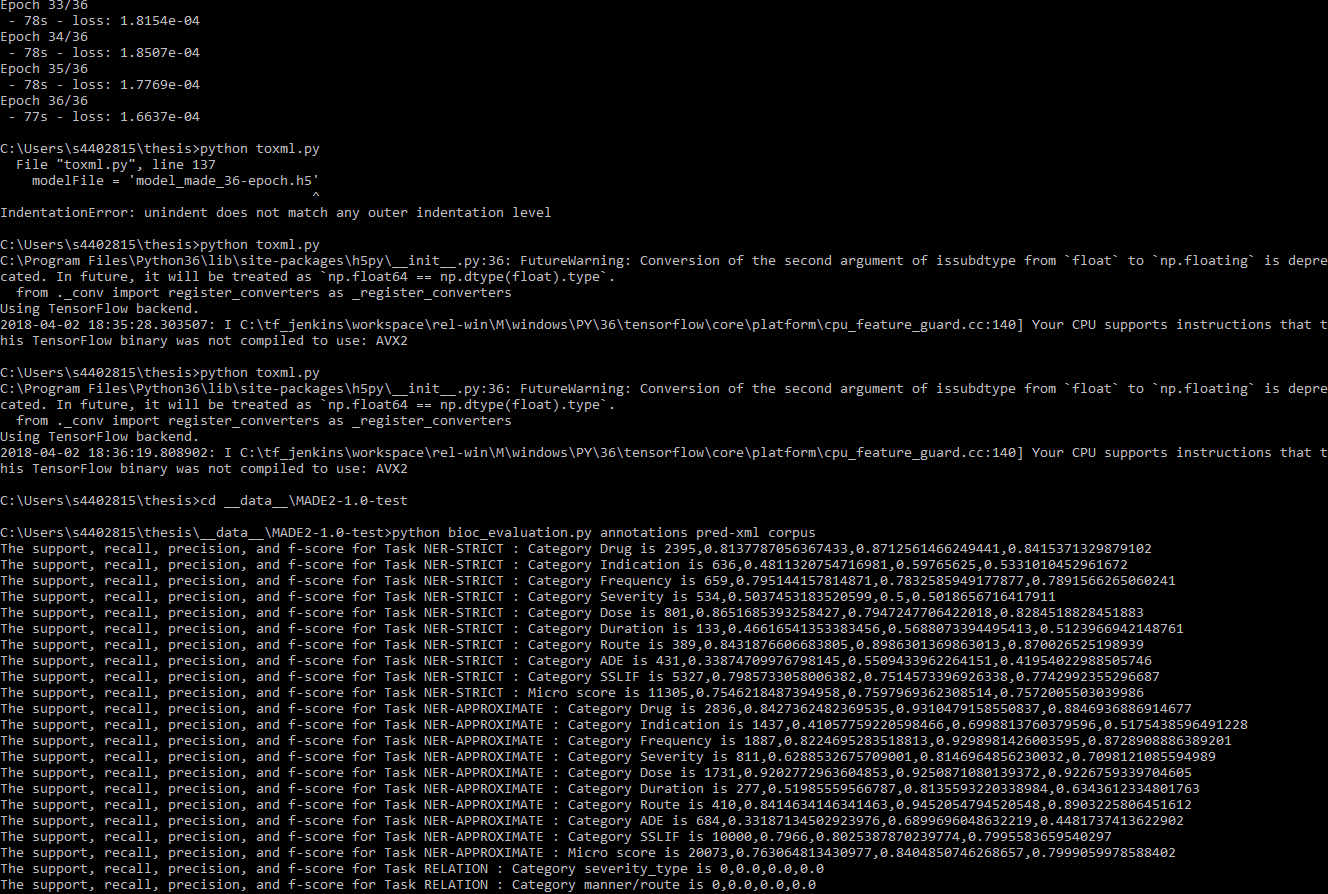 Epoch 33/36
 - 78s - loss: 1.8154e-04
Epoch 34/36
 - 78s - loss: 1.8507e-04
Epoch 35/36
 - 78s - loss: 1.7769e-04
Epoch 36/36
 - 77s - loss: 1.6637e-04
C:\Users\s4402815\thesis>python toxml.py
  File "toxml.py", line 137
    modelFile = 'model_made_36-epoch.h5'
                                       ^
IndentationError: unindent does not match any outer indentation level
C:\Users\s4402815\thesis>python toxml.py
C:\Program Files\Python36\lib\site-packages\h5py\__init__.py:36: FutureWarning: Conversion of the second argument of issubdtype from `float` to `np.floating` is depre
cated. In future, it will be treated as `np.float64 == np.dtype(float).type`.
  from ._conv import register_converters as _register_converters
Using TensorFlow backend.
2018-04-02 18:35:28.303507: I C:\tf_jenkins\workspace\rel-win\M\windows\PY\36\tensorflow\core\platform\cpu_feature_guard.cc:140] Your CPU supports instructions that t
his TensorFlow binary was not compiled to use: AVX2
C:\Users\s4402815\thesis>python toxml.py
C:\Program Files\Python36\lib\site-packages\h5py\__init__.py:36: FutureWarning: Conversion of the second argument of issubdtype from `float` to `np.floating` is depre
cated. In future, it will be treated as `np.float64 == np.dtype(float).type`.
  from ._conv import register_converters as _register_converters
Using TensorFlow backend.
2018-04-02 18:36:19.808902: I C:\tf_jenkins\workspace\rel-win\M\windows\PY\36\tensorflow\core\platform\cpu_feature_guard.cc:140] Your CPU supports instructions that t
his TensorFlow binary was not compiled to use: AVX2
C:\Users\s4402815\thesis>cd __data__\MADE2-1.0-test
C:\Users\s4402815\thesis\__data__\MADE2-1.0-test>python bioc_evaluation.py annotations pred-xml corpus
The support, recall, precision, and f-score for Task NER-STRICT : Category Drug is 2395,0.8137787056367433,0.8712561466249441,0.8415371329879102
The support, recall, precision, and f-score for Task NER-STRICT : Category Indication is 636,0.4811320754716981,0.59765625,0.5331010452961672
The support, recall, precision, and f-score for Task NER-STRICT : Category Frequency is 659,0.795144157814871,0.7832585949177877,0.7891566265060241
The support, recall, precision, and f-score for Task NER-STRICT : Category Severity is 534,0.5037453183520599,0.5,0.5018656716417911
The support, recall, precision, and f-score for Task NER-STRICT : Category Dose is 801,0.8651685393258427,0.7947247706422018,0.8284518828451883
The support, recall, precision, and f-score for Task NER-STRICT : Category Duration is 133,0.46616541353383456,0.5688073394495413,0.5123966942148761
The support, recall, precision, and f-score for Task NER-STRICT : Category Route is 389,0.8431876606683805,0.8986301369863013,0.870026525198939
The support, recall, precision, and f-score for Task NER-STRICT : Category ADE is 431,0.33874709976798145,0.5509433962264151,0.41954022988505746
The support, recall, precision, and f-score for Task NER-STRICT : Category SSLIF is 5327,0.7985733058006382,0.7514573396926338,0.7742992355296687
The support, recall, precision, and f-score for Task NER-STRICT : Micro score is 11305,0.7546218487394958,0.7597969362308514,0.7572005503039986
The support, recall, precision, and f-score for Task NER-APPROXIMATE : Category Drug is 2836,0.8427362482369535,0.9310479158550837,0.8846936886914677
The support, recall, precision, and f-score for Task NER-APPROXIMATE : Category Indication is 1437,0.41057759220598466,0.6998813760379596,0.5175438596491228
The support, recall, precision, and f-score for Task NER-APPROXIMATE : Category Frequency is 1887,0.8224695283518813,0.9298981426003595,0.8728908886389201
The support, recall, precision, and f-score for Task NER-APPROXIMATE : Category Severity is 811,0.6288532675709001,0.8146964856230032,0.7098121085594989
The support, recall, precision, and f-score for Task NER-APPROXIMATE : Category Dose is 1731,0.9202772963604853,0.9250871080139372,0.9226759339704605
The support, recall, precision, and f-score for Task NER-APPROXIMATE : Category Duration is 277,0.51985559566787,0.8135593220338984,0.6343612334801763
The support, recall, precision, and f-score for Task NER-APPROXIMATE : Category Route is 410,0.8414634146341463,0.9452054794520548,0.8903225806451612
The support, recall, precision, and f-score for Task NER-APPROXIMATE : Category ADE is 684,0.33187134502923976,0.6899696048632219,0.4481737413622902
The support, recall, precision, and f-score for Task NER-APPROXIMATE : Category SSLIF is 10000,0.7966,0.8025387870239774,0.7995583659540297
The support, recall, precision, and f-score for Task NER-APPROXIMATE : Micro score is 20073,0.763064813430977,0.8404850746268657,0.7999059978588402
The support, recall, precision, and f-score for Task RELATION : Category severity_type is 0,0.0,0.0,0.0
The support, recall, precision, and f-score for Task RELATION : Category manner/route is 0,0.0,0.0,0.0